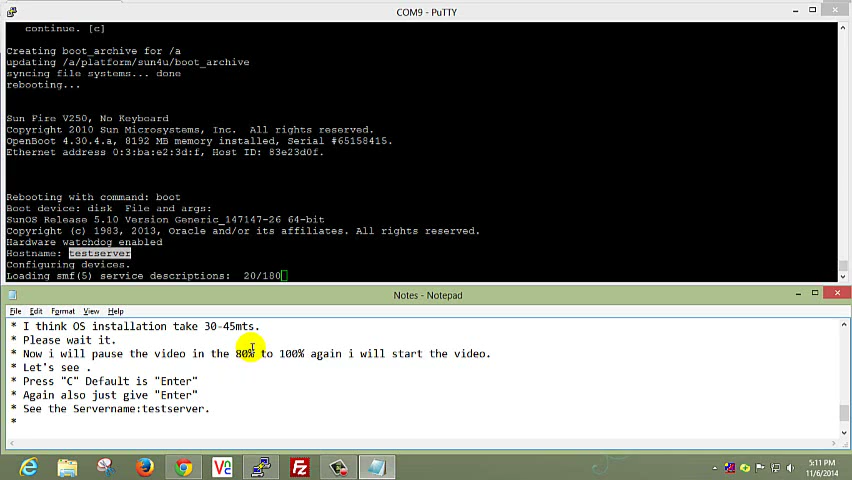 COM9 - PuTTY
continue. [c]
Creating boot_archive for /a
updating /a/platform/sun4u/boot_archive
syncing file systems... done
rebooting...
Sun Fire V250, No Keyboard
Copyright 2010 Sun Microsystems, Inc.  All rights reserved.
OpenBoot 4.30.4.a, 8192 MB memory installed, Serial #65158415.
Ethernet address 0:3:ba:e2:3d:f, Host ID: 83e23d0f.
Rebooting with command: boot
Boot device: disk  File and args:
SunOS Release 5.10 Version Generic_147147-26 64-bit
Copyright (c) 1983, 2013, Oracle and/or its affiliates. All rights reserved.
Hardware watchdog enabled
Hostname: testserver
Configuring devices.
Loading smf(5) service descriptions:  20/180
Notes - Notepad
File Edit Format View Help
* I think OS installation take 30-45mts.
* Please wait it.
* Now i will pause the video in the 80% to 100% again i will start the video.
* Let's see .
* Press "C" Default is "Enter"
* Again also just give "Enter"
* See the Servername:testserver.
*
5:11 PM
11/6/2014